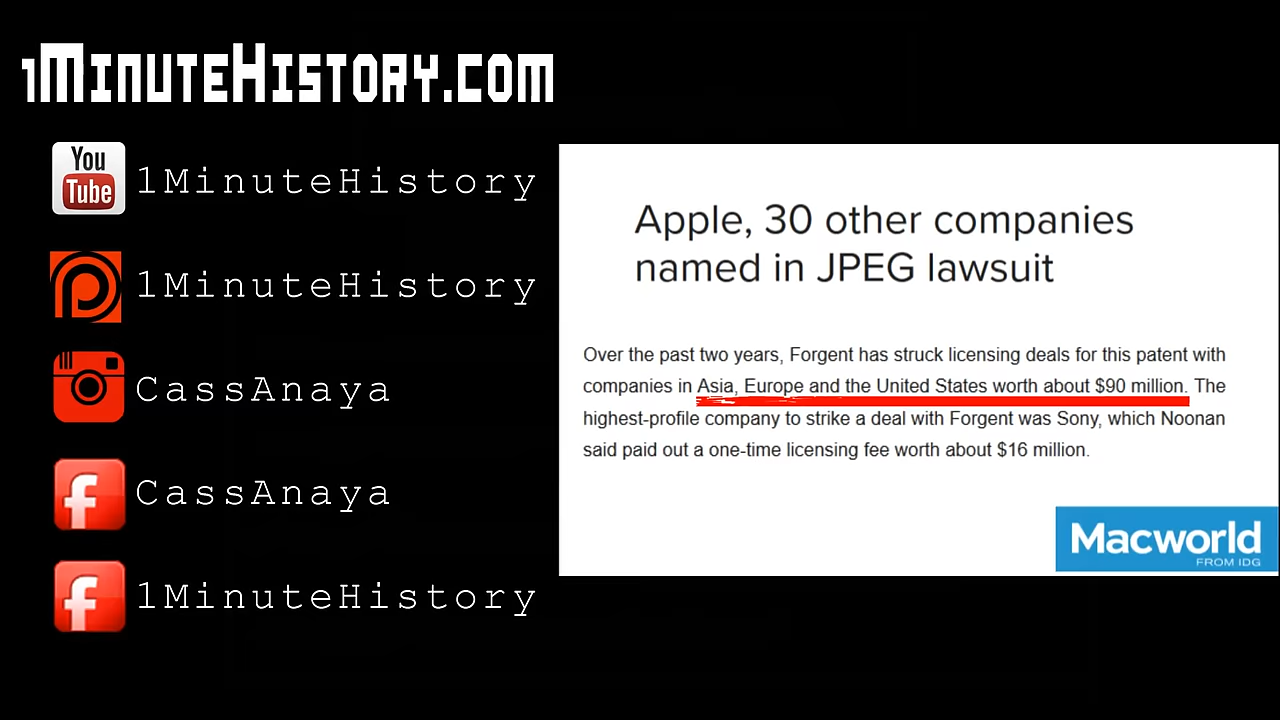 1MINUTEHISTORY.COM
You
Tube
1MinuteHistory
1MinuteHistory
CassAnaya
CassAnaya
1MinuteHistory
Apple, 30 other companies
named in JPEG lawsuit
Over the past two years, Forgent has struck licensing deals for this patent with
companies in Asia, Europe and the United States worth about $90 million. The
highest-profile company to strike a deal with Forgent was Sony, which Noonan
said paid out a one-time licensing fee worth about $16 million.
Macworld
FROM IDG